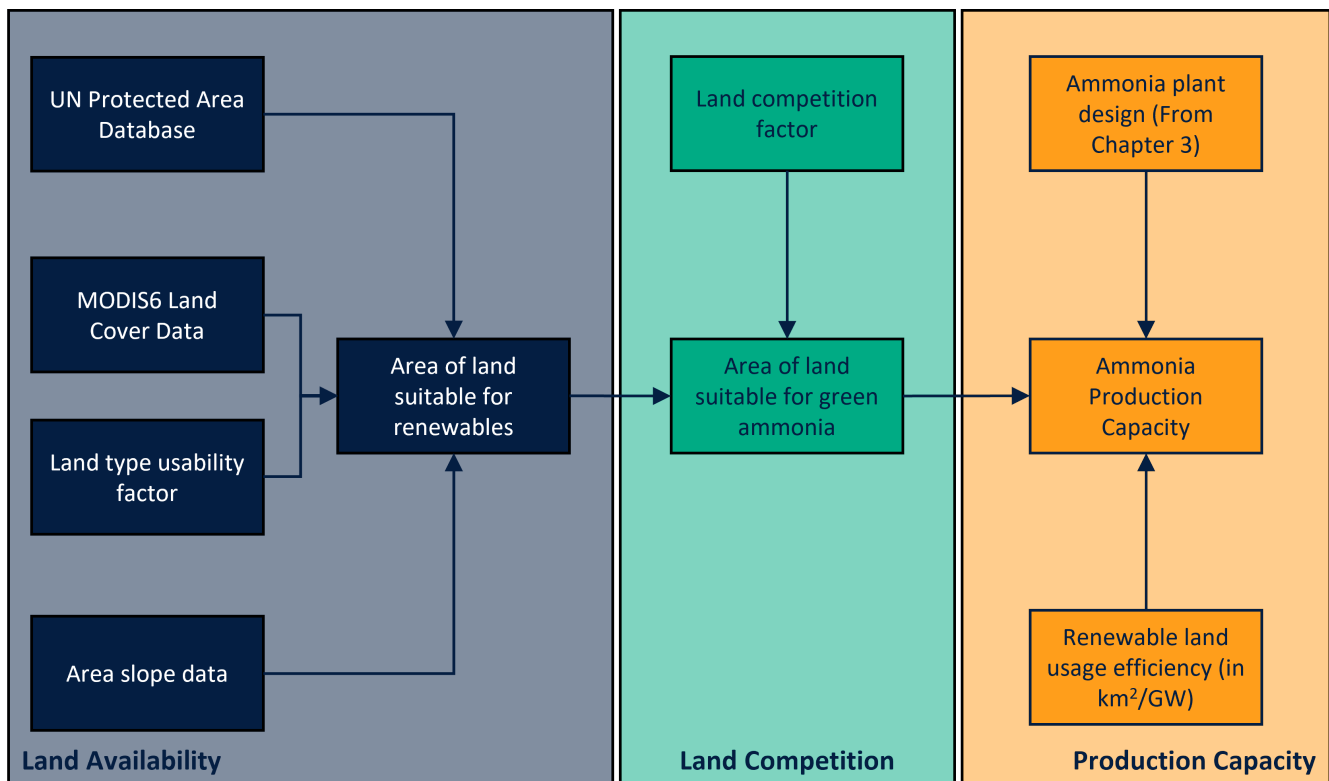 UN Protected Area
Database
MODIS6 Land
Cover Data
Land type usability
factor
Area slope data
Area of land
suitable for
renewables
Land Availability
Land competition
factor
Area of land
suitable for green
ammonia
Land Competition
Ammonia plant
design (From
Chapter 3)
Ammonia
Production
Capacity
Renewable land
usage efficiency (in
km²/GW)
Production Capacity